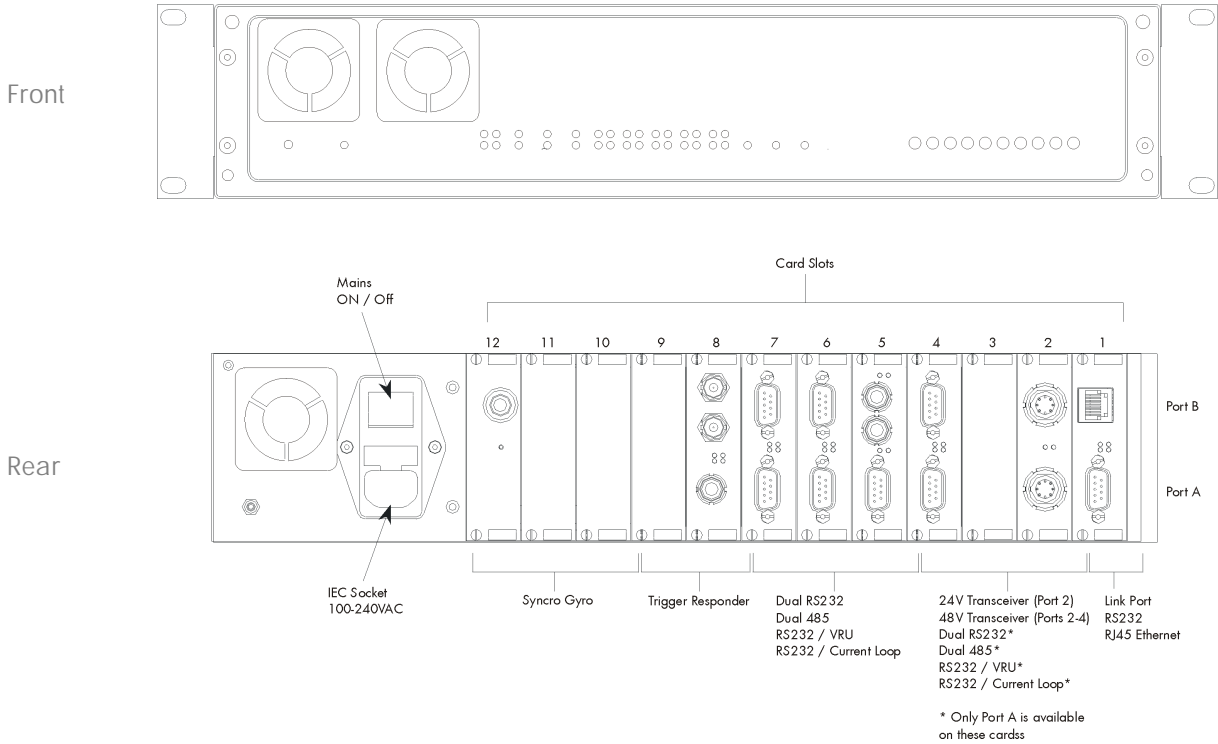 Front
Card Slots
Mains
ON / Off
12 11 10 9 8 7 6 5 4 3 2 1
Port B
Rear
Port A
IEC Socket
100-240VAC
Syncro Gyro
Trigger Responder
Dual RS232
Dual 485
RS232 / VRU
RS232 / Current Loop
24V Transceiver (Port 2)
48V Transceiver (Ports 2-4)
Dual RS232*
Dual 485*
RS232 / VRU*
RS232 / Current Loop*
* Only Port A is available
on these cardss
Link Port
RS232
RJ45 Ethernet